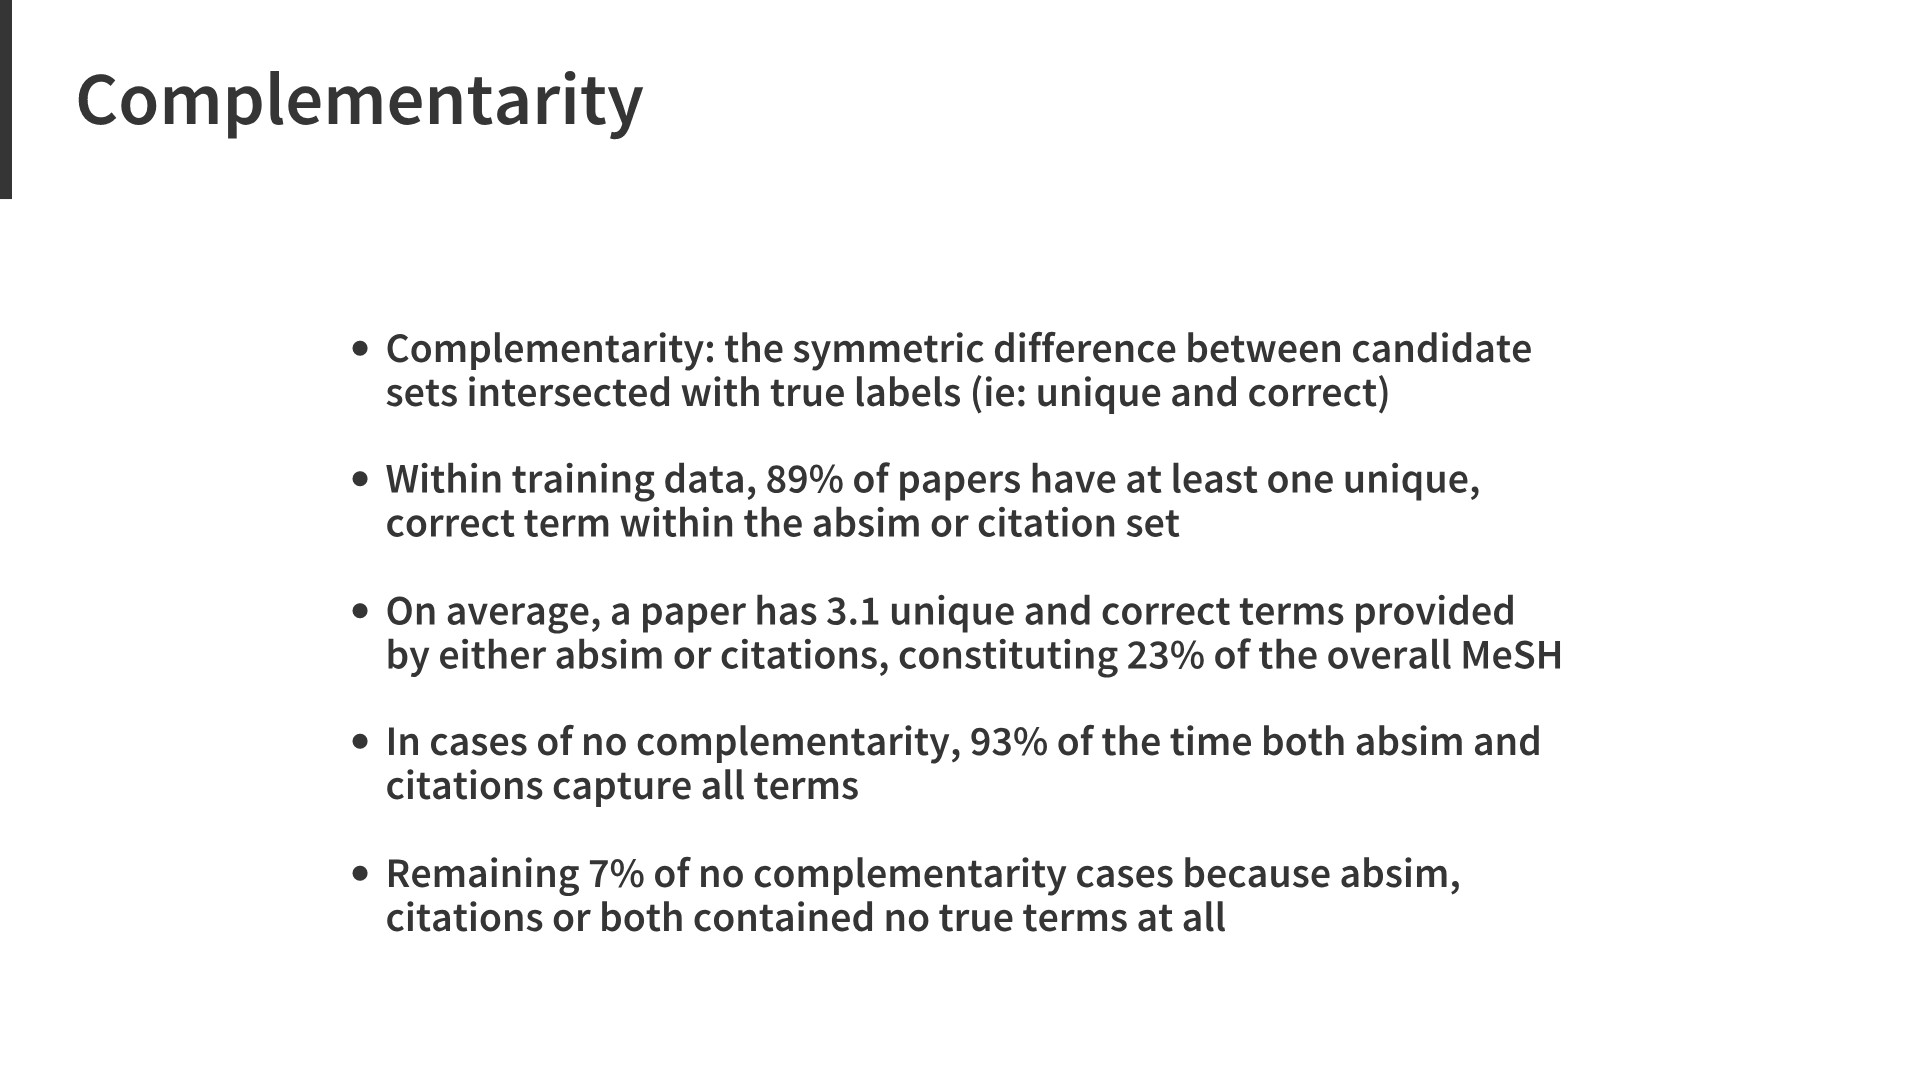 Complementarity
• Complementarity: the symmetric difference between candidate
sets intersected with true labels (ie: unique and correct)
• Within training data, 89% of papers have at least one unique,
correct term within the absim or citation set
• On average, a paper has 3.1 unique and correct terms provided
by either absim or citations, constituting 23% of the overall MeSH
• In cases of no complementarity, 93% of the time both absim and
citations capture all terms
• Remaining 7% of no complementarity cases because absim,
citations or both contained no true terms at all